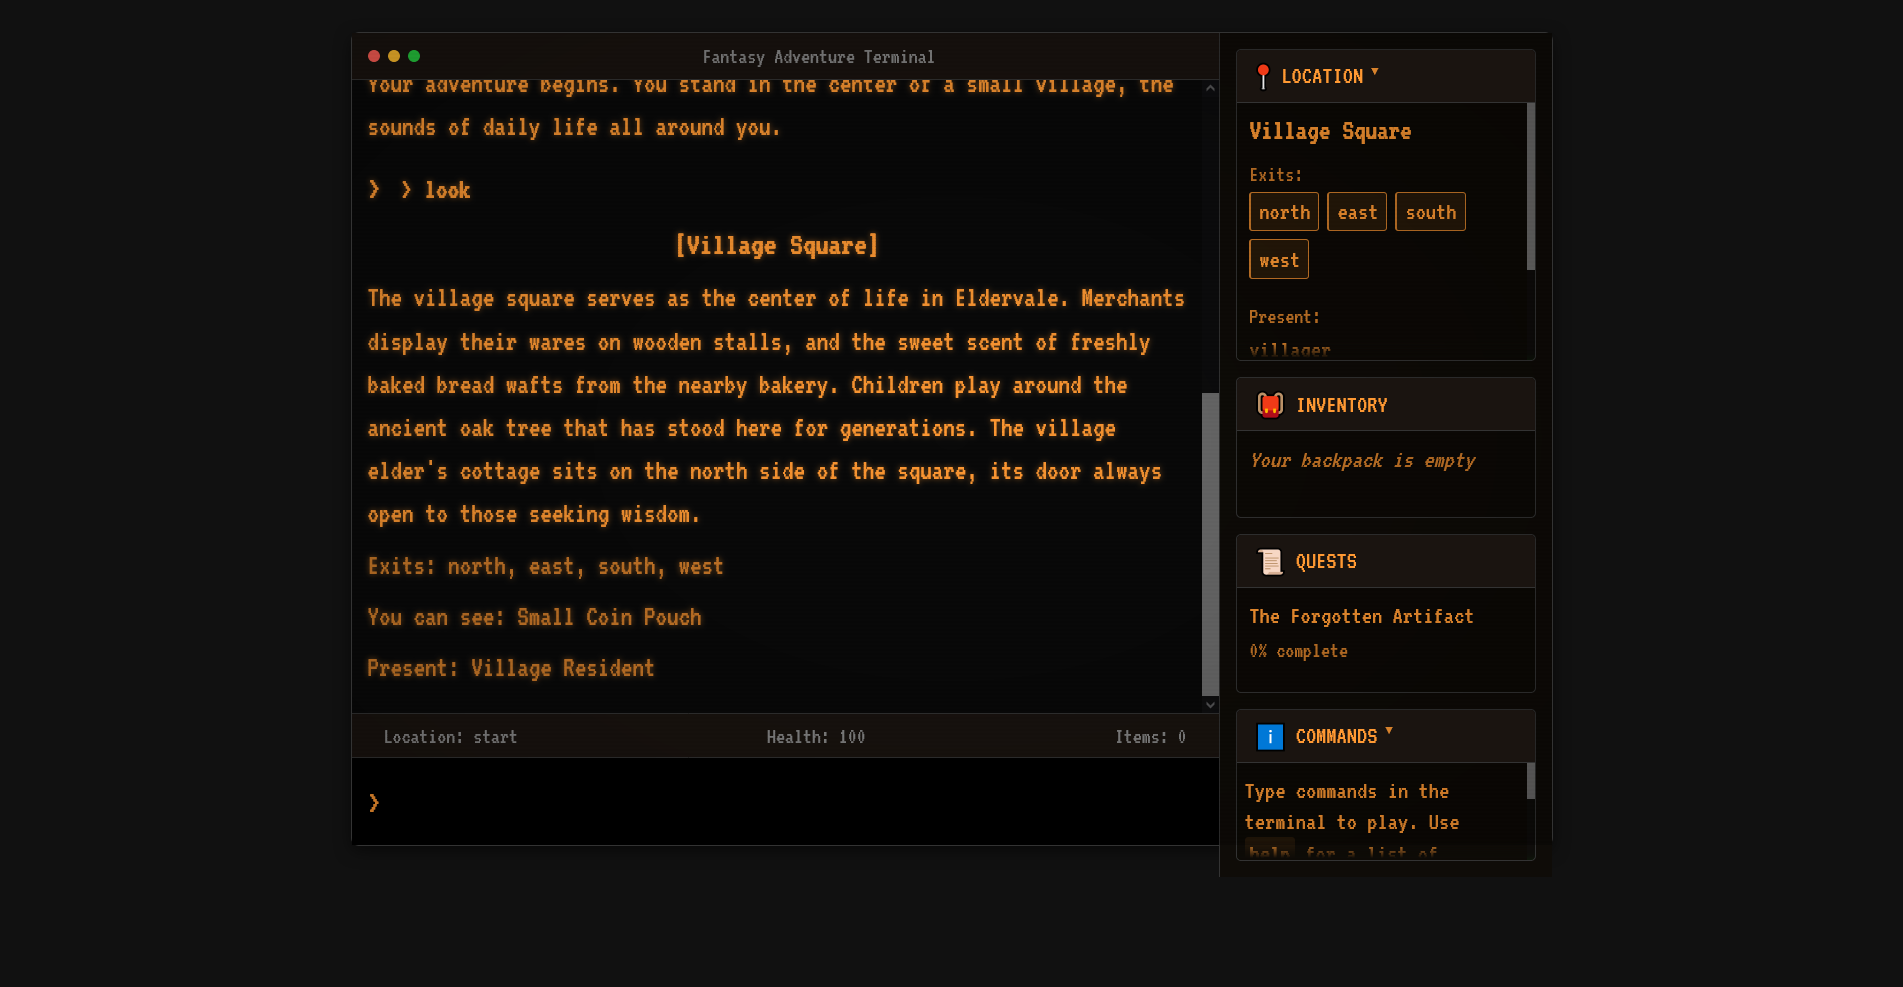 Fantasy Adventure Terminal
Your adventure begins. You stand in the center of a small village, the
sounds of daily life all around you.
❯ ❯ look
[Village Square]
The village square serves as the center of life in Eldervale. Merchants
display their wares on wooden stalls, and the sweet scent of freshly
baked bread wafts from the nearby bakery. Children play around the
ancient oak tree that has stood here for generations. The village
elder's cottage sits on the north side of the square, its door always
open to those seeking wisdom.
Exits: north, east, south, west
You can see: Small Coin Pouch
Present: Village Resident
Location: start
Health: 100
Items: 0
❯
LOCATION ▼
Village Square
Exits:
north
east
south
west
Present:
villager
INVENTORY
Your backpack is empty
QUESTS
The Forgotten Artifact
0% complete
i COMMANDS ▼
Type commands in the
terminal to play. Use
help for a list of